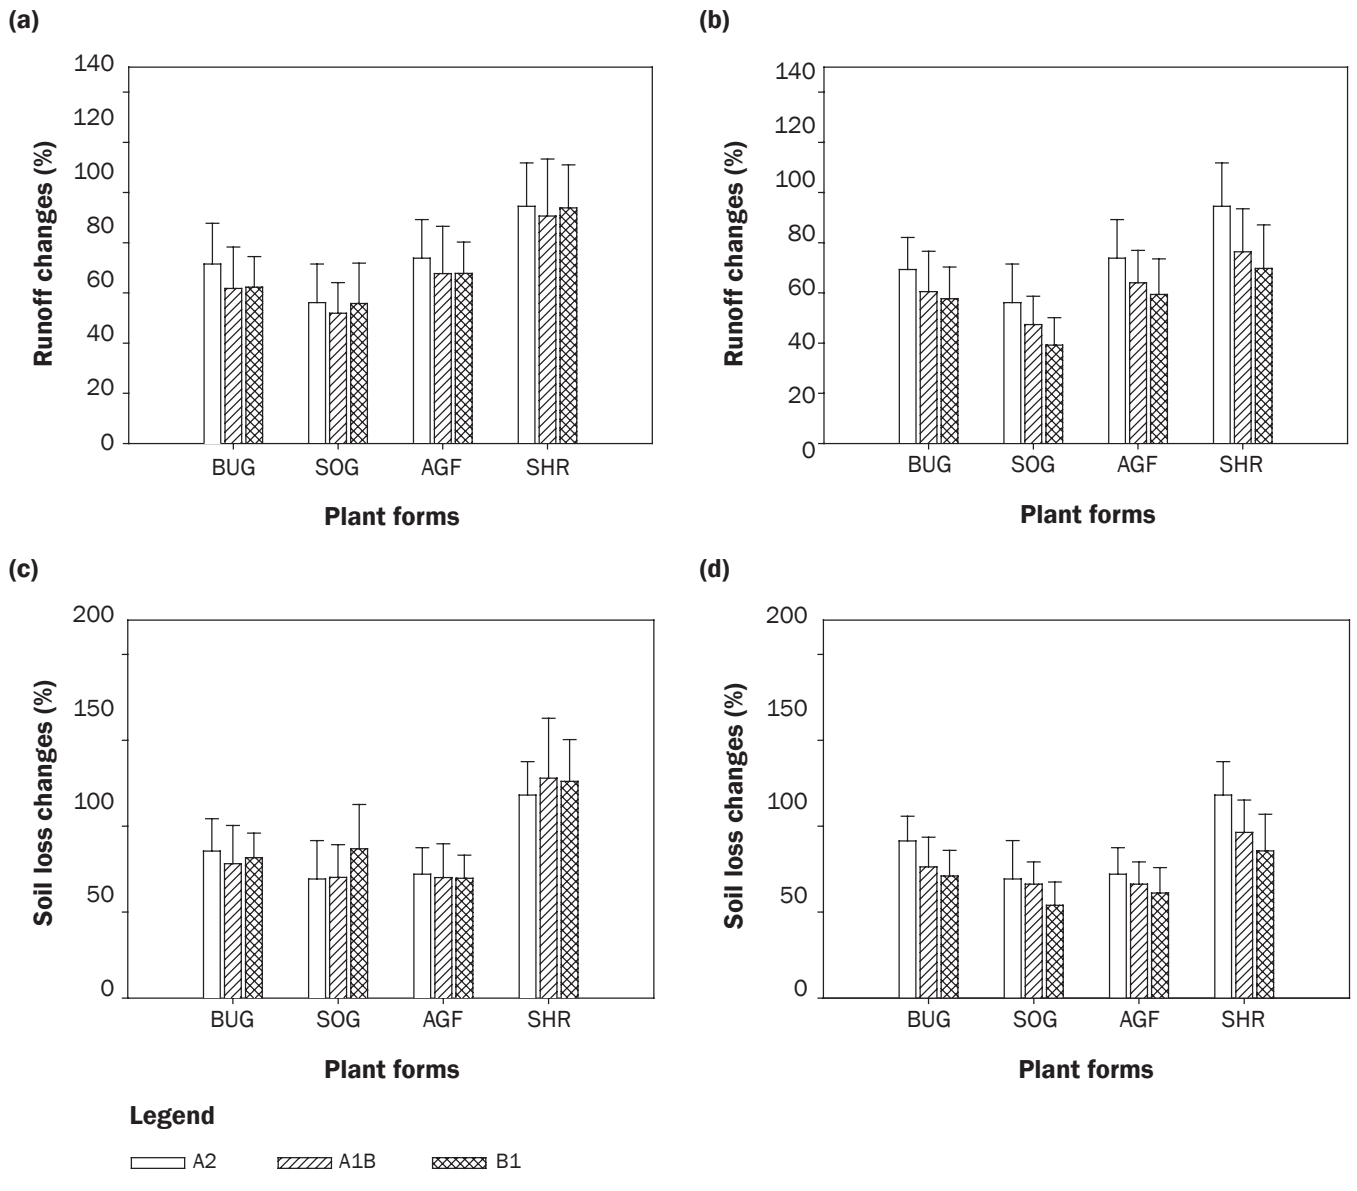 (a)
140
120
100
80
60
40
20
0
Runoff changes (%)
BUG SOG AGF SHR
Plant forms
(b)
140
120
100
80
60
40
20
0
Runoff changes (%)
BUG SOG AGF SHR
Plant forms
(c)
200
150
100
50
0
Soil loss changes (%)
BUG SOG AGF SHR
Plant forms
(d)
200
150
100
50
0
Soil loss changes (%)
BUG SOG AGF SHR
Plant forms
Legend
A2 A1B B1